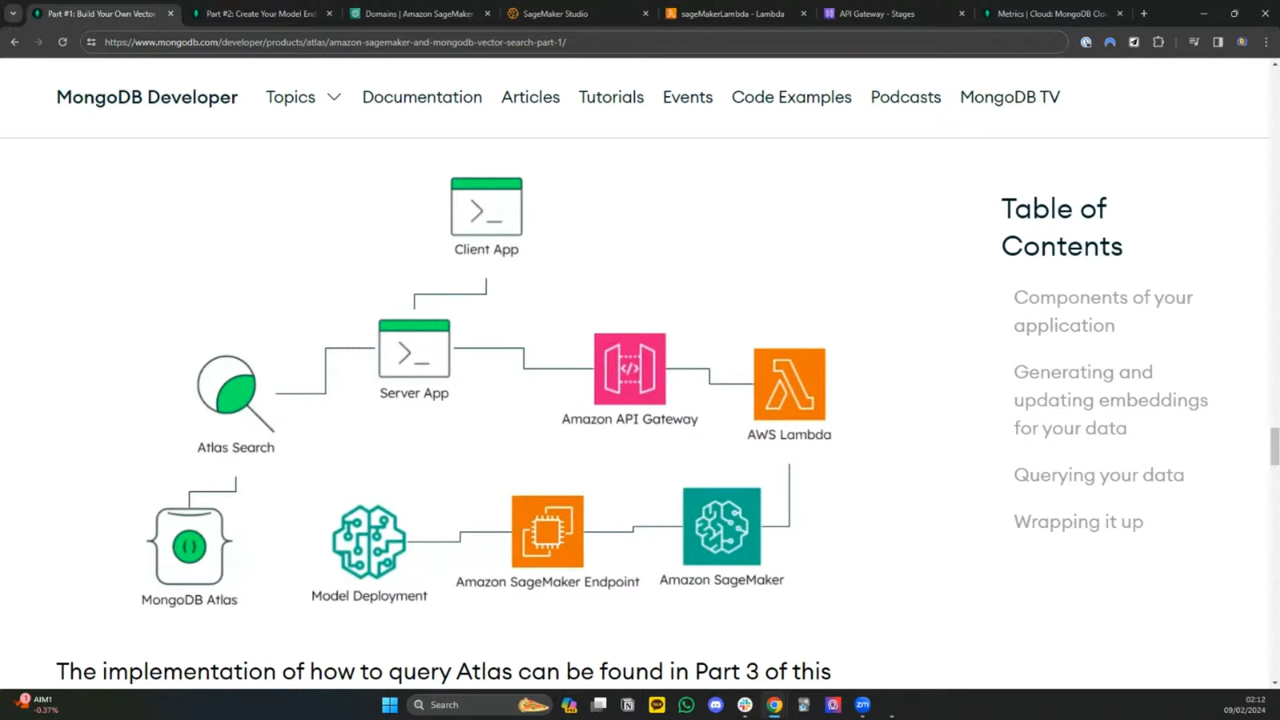 Part #1: Build Your Own Vector
Part #2: Create Your Model End
Domains | Amazon SageMaker
SageMaker Studio
sageMakerLambda - Lambda
API Gateway - Stages
Metrics | Cloud: MongoDB Clou
https://www.mongodb.com/developer/products/atlas/amazon-sagemaker-and-mongodb-vector-search-part-1/
MongoDB Developer
Topics
Documentation
Articles
Tutorials
Events
Code Examples
Podcasts
MongoDB TV
Client App
Server App
Amazon API Gateway
AWS Lambda
Atlas Search
Amazon SageMaker Endpoint
Amazon SageMaker
Model Deployment
MongoDB Atlas
Table of
Contents
Components of your
application
Generating and
updating embeddings
for your data
Querying your data
Wrapping it up
The implementation of how to query Atlas can be found in Part 3 of this
AIM1
-0.37%
Search
02:12
09/02/2024